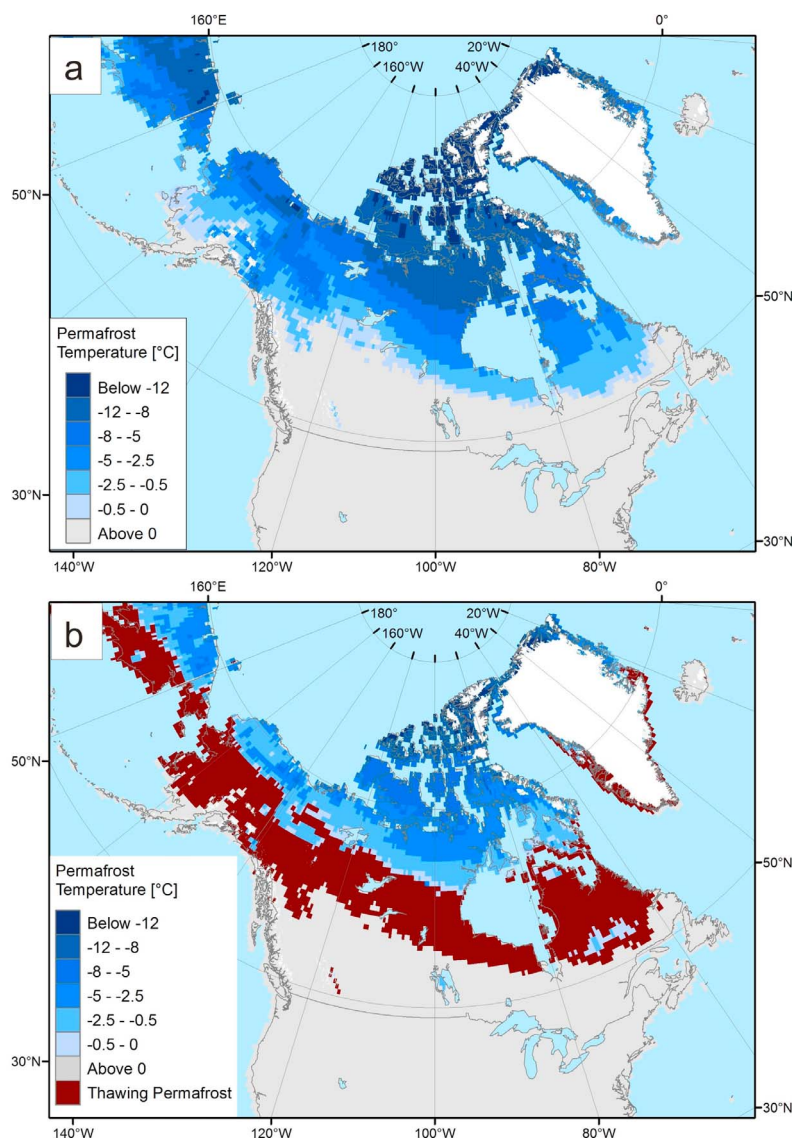 160°E
0°
a
180°
20°W
160°W
40°W
50°N
50°N
Permafrost
Temperature [°C]
Below -12
-12 - -8
-8 - -5
-5 - -2.5
-2.5 - -0.5
-0.5 - 0
Above 0
30°N
30°N
140°W
120°W
100°W
80°W
160°E
0°
b
180°
20°W
160°W
40°W
50°N
50°N
Permafrost
Temperature [°C]
Below -12
-12 - -8
-8 - -5
-5 - -2.5
-2.5 - -0.5
-0.5 - 0
Above 0
Thawing Permafrost
30°N
30°N
140°W
120°W
100°W
80°W